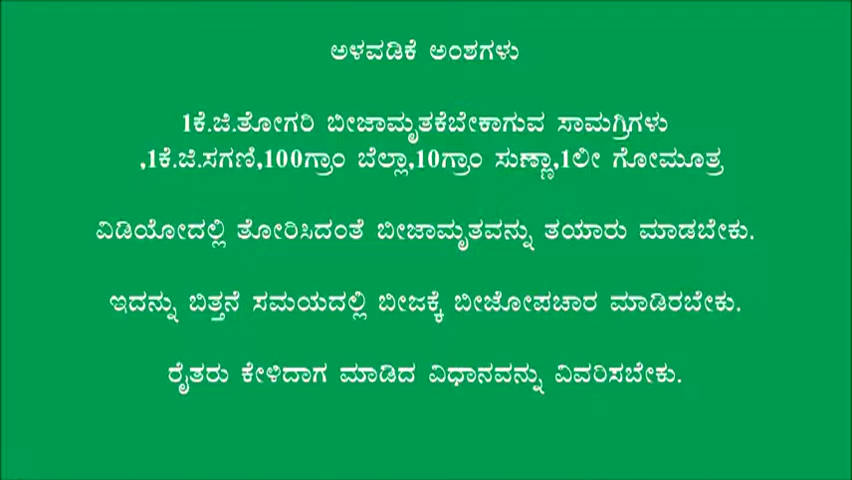 ಅಳವಡಿಕೆ ಅಂಶಗಳು
1ಕೆ.ಜಿ.ತೋಗರಿ ಬೀಜಾಮೃತಕೆಬೇಕಾಗುವ ಸಾಮಗ್ರಿಗಳು
,1ಕೆ.ಜಿ.ಸಗಣಿ,100ಗ್ರಾಂ ಬೆಲ್ಲಾ,10ಗ್ರಾಂ ಸುಣ್ಣಾ,1ಲೀ ಗೋಮೂತ್ರ
ವಿಡಿಯೋದಲ್ಲಿ ತೋರಿಸಿದಂತೆ ಬೀಜಾಮೃತವನ್ನು ತಯಾರು ಮಾಡಬೇಕು.
ಇದನ್ನು ಬಿತ್ತನೆ ಸಮಯದಲ್ಲಿ ಬೀಜಕ್ಕೆ ಬೀಜೋಪಚಾರ ಮಾಡಿರಬೇಕು.
ರೈತರು ಕೇಳಿದಾಗ ಮಾಡಿದ ವಿಧಾನವನ್ನು ವಿವರಿಸಬೇಕು.